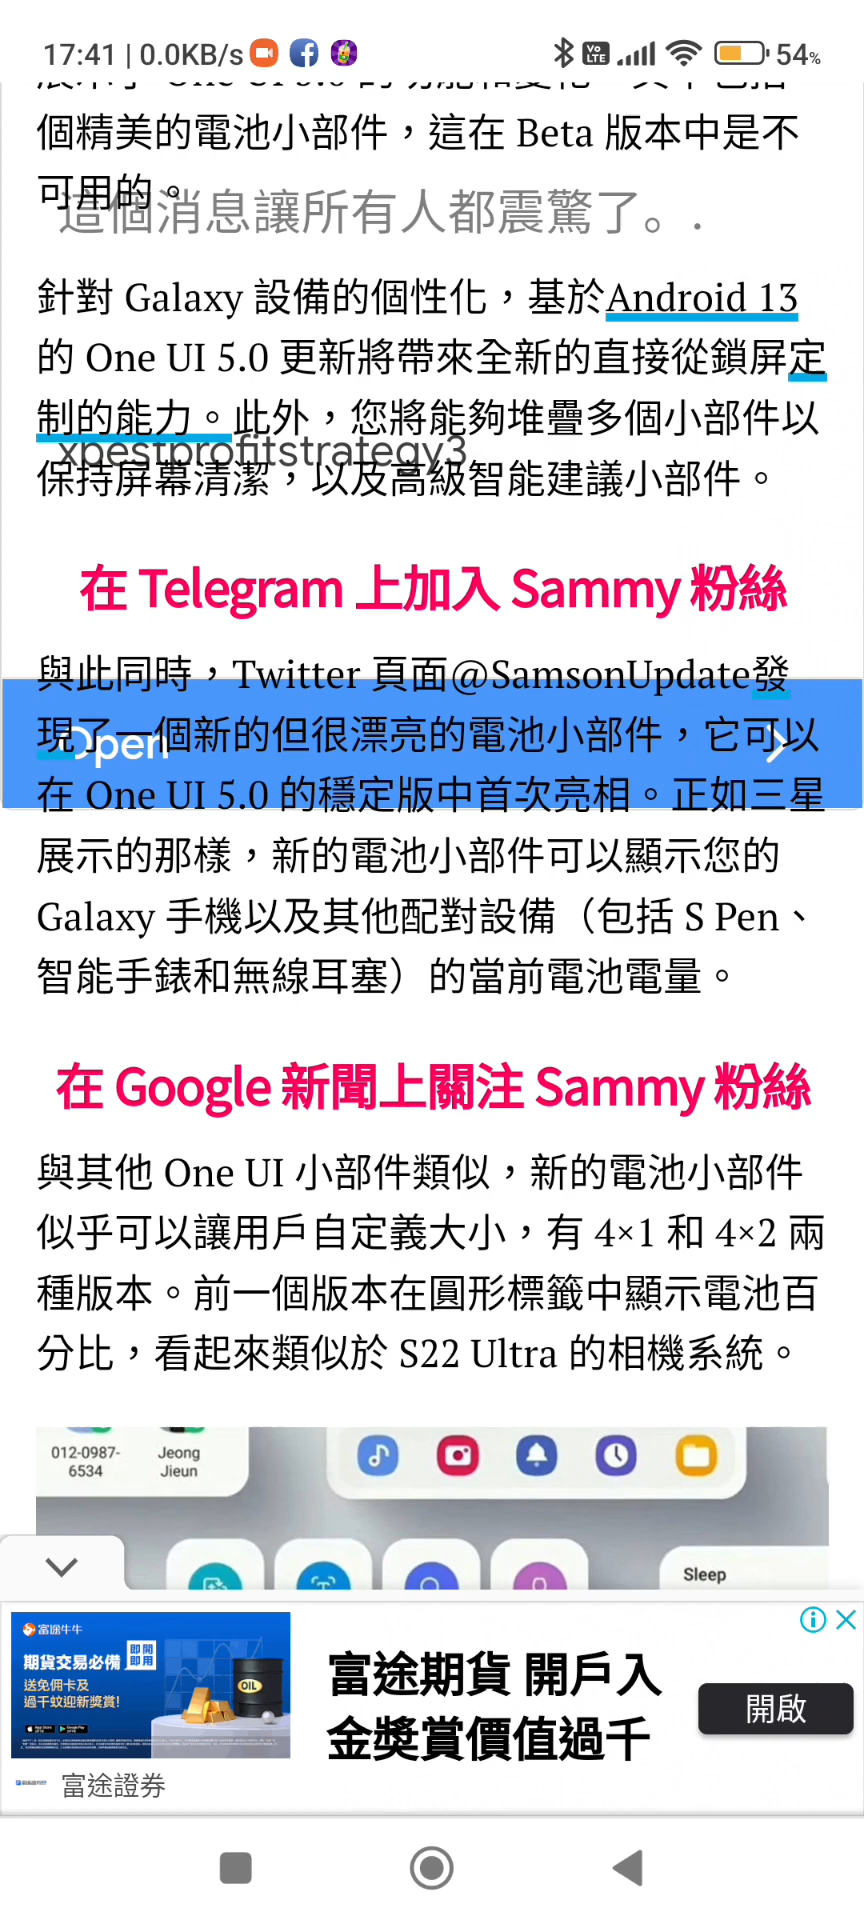 17:41 | 0.0KB/s
54%
個精美的電池小部件，這在 Beta 版本中是不
可用的。
這個消息讓所有人都震驚了。.
針對 Galaxy 設備的個性化，基於Android 13
的 One UI 5.0 更新將帶來全新的直接從鎖屏定
制的能力。此外，您將能夠堆疊多個小部件以
xbestprofitstrategy3
保持屏幕清潔，以及高級智能建議小部件。
在 Telegram 上加入 Sammy 粉絲
與此同時，Twitter 頁面@SamsonUpdate發
現了一個新的但很漂亮的電池小部件，它可以
Open
在 One UI 5.0 的穩定版中首次亮相。正如三星
展示的那樣，新的電池小部件可以顯示您的
Galaxy 手機以及其他配對設備（包括 S Pen、
智能手錶和無線耳塞）的當前電池電量。
在 Google 新聞上關注 Sammy 粉絲
與其他 One UI 小部件類似，新的電池小部件
似乎可以讓用戶自定義大小，有 4×1 和 4×2 兩
種版本。前一個版本在圓形標籤中顯示電池百
分比，看起來類似於 S22 Ultra 的相機系統。
012-0987-
6534
Jeong
Jieun
Sleep
富途牛牛
期貨交易必備 即開即用
送免佣卡及
過千蚊迎新獎賞!
OIL
富途期貨 開戶入
金獎賞價值過千
開啟
富途證券